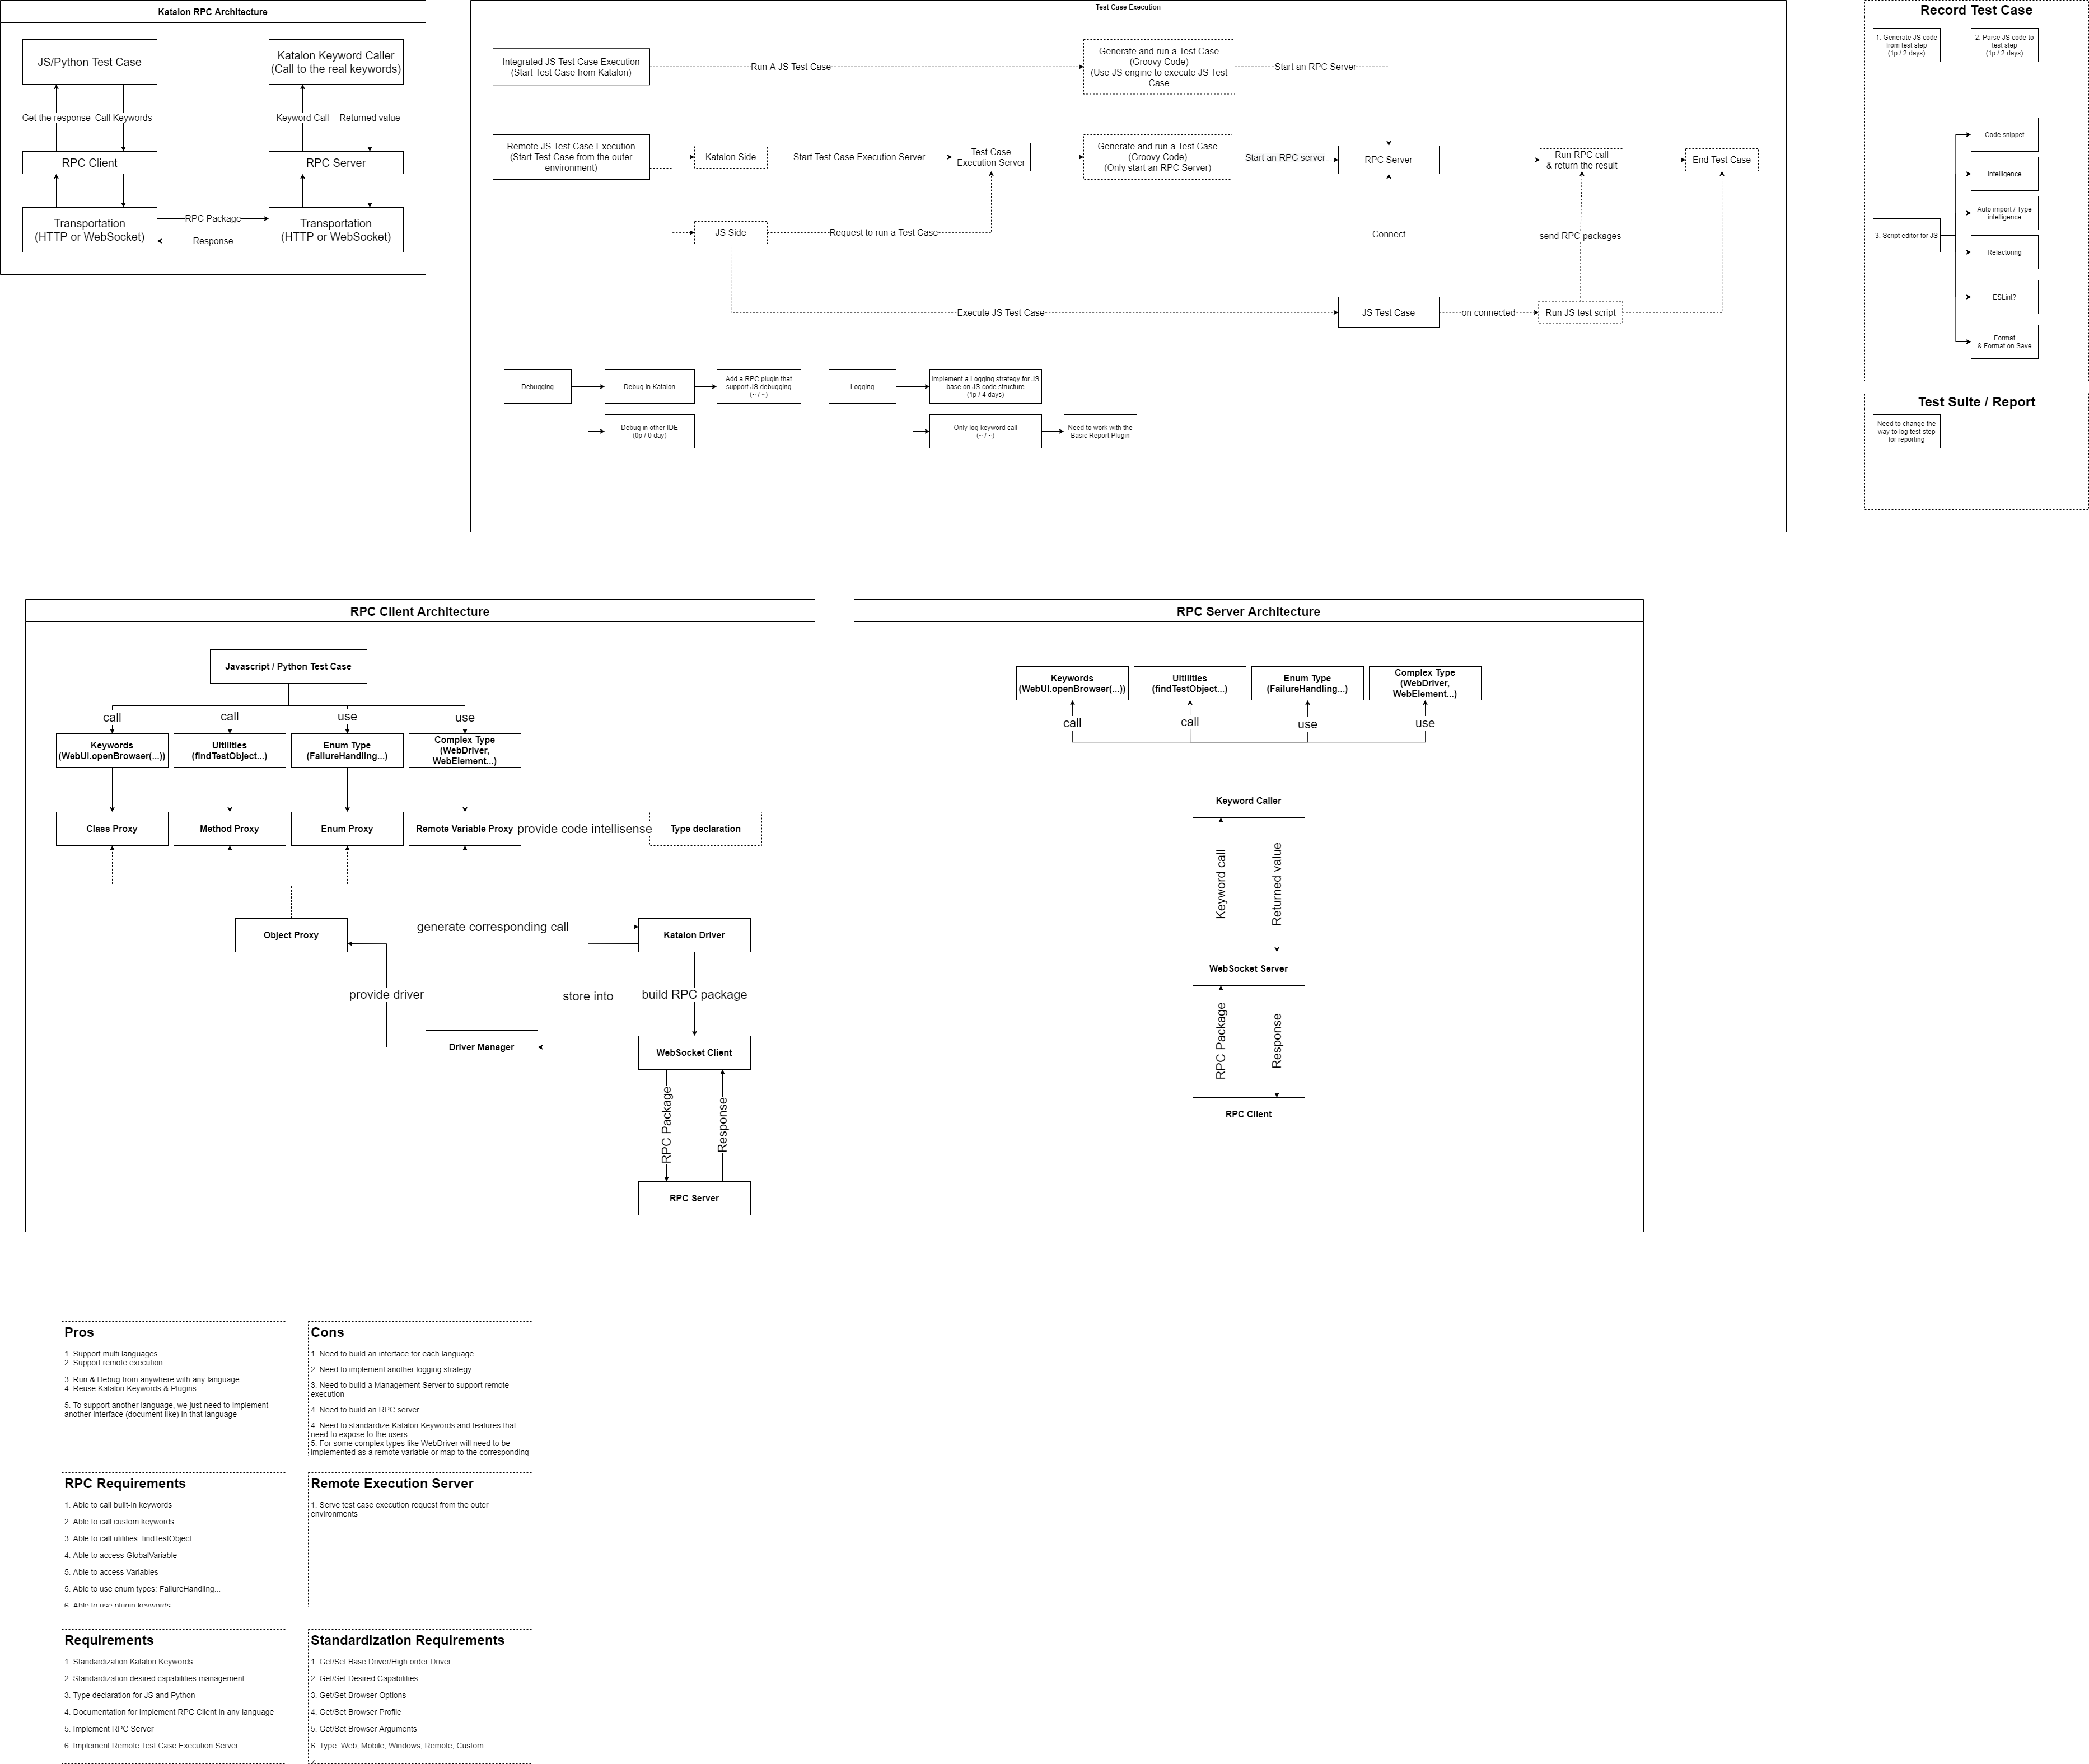 Katalon RPC Architecture
JS/Python Test Case
Katalon Keyword Caller
(Call to the real keywords)
Get the response
Call Keywords
Keyword Call
Returned value
RPC Client
RPC Server
Transportation
(HTTP or WebSocket)
RPC Package
Response
Transportation
(HTTP or WebSocket)
Test Case Execution
Integrated JS Test Case Execution
(Start Test Case from Katalon)
Run A JS Test Case
Generate and run a Test Case
(Groovy Code)
(Use JS engine to execute JS Test
Case
Start an RPC Server
Remote JS Test Case Execution
(Start Test Case from the outer
environment)
Katalon Side
Start Test Case Execution Server
Test Case
Execution Server
Generate and run a Test Case
(Groovy Code)
(Only start an RPC Server)
Start an RPC server
RPC Server
Run RPC call
& return the result
End Test Case
JS Side
Request to run a Test Case
Connect
send RPC packages
Execute JS Test Case
JS Test Case
on connected
Run JS test script
Debugging
Debug in Katalon
Add a RPC plugin that
support JS debugging
(~ / ~)
Debug in other IDE
(0p / 0 day)
Logging
Implement a Logging strategy for JS
base on JS code structure
(1p / 4 days)
Only log keyword call
(~ / ~)
Need to work with the
Basic Report Plugin
Record Test Case
1. Generate JS code
from test step
(1p / 2 days)
2. Parse JS code to
test step
(1p / 2 days)
3. Script editor for JS
Code snippet
Intelligence
Auto import / Type
intelligence
Refactoring
ESLint?
Format
& Format on Save
Test Suite / Report
Need to change the
way to log test step
for reporting
RPC Client Architecture
Javascript / Python Test Case
call
call
use
use
Keywords
(WebUI.openBrowser(...))
Ultilities
(findTestObject...)
Enum Type
(FailureHandling...)
Complex Type
(WebDriver,
WebElement...)
Class Proxy
Method Proxy
Enum Proxy
Remote Variable Proxy
provide code intellisense
Type declaration
Object Proxy
generate corresponding call
Katalon Driver
provide driver
store into
build RPC package
Driver Manager
WebSocket Client
RPC Package
Response
RPC Server
RPC Server Architecture
Keywords
(WebUI.openBrowser(...))
Ultilities
(findTestObject...)
Enum Type
(FailureHandling...)
Complex Type
(WebDriver,
WebElement...)
call
call
use
use
Keyword Caller
Keyword call
Returned value
WebSocket Server
RPC Package
Response
RPC Client
Pros
1. Support multi languages.
2. Support remote execution.
3. Run & Debug from anywhere with any language.
4. Reuse Katalon Keywords & Plugins.
5. To support another language, we just need to implement
another interface (document like) in that language
Cons
1. Need to build an interface for each language.
2. Need to implement another logging strategy
3. Need to build a Management Server to support remote
execution
4. Need to build an RPC server
4. Need to standardize Katalon Keywords and features that
need to expose to the users
5. For some complex types like WebDriver will need to be
implemented as a remote variable or map to the corresponding
RPC Requirements
1. Able to call built-in keywords
2. Able to call custom keywords
3. Able to call utilities: findTestObject...
4. Able to access GlobalVariable
5. Able to access Variables
5. Able to use enum types: FailureHandling...
6. Able to use plugin keywords
Remote Execution Server
1. Serve test case execution request from the outer
environments
Requirements
1. Standardization Katalon Keywords
2. Standardization desired capabilities management
3. Type declaration for JS and Python
4. Documentation for implement RPC Client in any language
5. Implement RPC Server
6. Implement Remote Test Case Execution Server
Standardization Requirements
1. Get/Set Base Driver/High order Driver
2. Get/Set Desired Capabilities
3. Get/Set Browser Options
4. Get/Set Browser Profile
5. Get/Set Browser Arguments
6. Type: Web, Mobile, Windows, Remote, Custom
7.